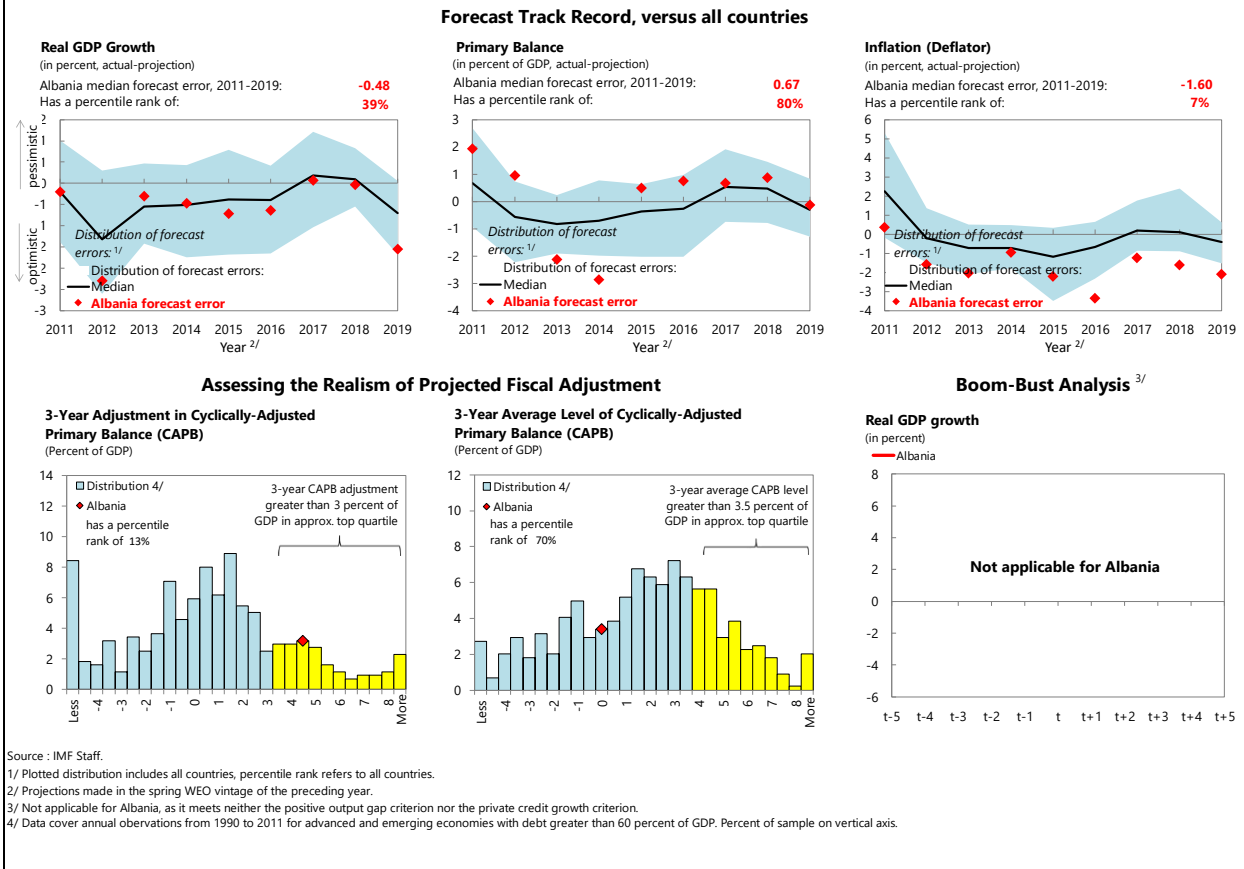 Forecast Track Record, versus all countries
Real GDP Growth
(in percent, actual-projection)
Albania median forecast error, 2011-2019: -0.48
Has a percentile rank of: 39%
pessimistic
optimistic
2
1
1
0
-1
-1
-2
-2
-3
-3
Distribution of forecast
errors: 1/
Distribution of forecast errors:
Median
Albania forecast error
2011 2012 2013 2014 2015 2016 2017 2018 2019
Year 2/
Primary Balance
(in percent of GDP, actual-projection)
Albania median forecast error, 2011-2019: 0.67
Has a percentile rank of: 80%
3
2
1
0
-1
-2
-3
-4
Distribution of forecast
errors: 1/
Distribution of forecast errors:
Median
Albania forecast error
2011 2012 2013 2014 2015 2016 2017 2018 2019
Year 2/
Inflation (Deflator)
(in percent, actual-projection)
Albania median forecast error, 2011-2019: -1.60
Has a percentile rank of: 7%
6
5
4
3
2
1
0
-1
-2
-3
-4
Distribution of forecast
errors: 1/
Distribution of forecast errors:
Median
Albania forecast error
2011 2012 2013 2014 2015 2016 2017 2018 2019
Year 2/
Assessing the Realism of Projected Fiscal Adjustment
3-Year Adjustment in Cyclically-Adjusted
Primary Balance (CAPB)
(Percent of GDP)
14
12
10
8
6
4
2
0
Distribution 4/
Albania
has a percentile
rank of 13%
3-year CAPB adjustment
greater than 3 percent of
GDP in approx. top quartile
Less -4 -3 -2 -1 0 1 2 3 4 5 6 7 8 More
3-Year Average Level of Cyclically-Adjusted
Primary Balance (CAPB)
(Percent of GDP)
12
10
8
6
4
2
0
Distribution 4/
Albania
has a percentile
rank of 70%
3-year average CAPB level
greater than 3.5 percent of
GDP in approx. top quartile
Less -4 -3 -2 -1 0 1 2 3 4 5 6 7 8 More
Boom-Bust Analysis 3/
Real GDP growth
(in percent)
Albania
8
6
4
2
0
-2
-4
-6
Not applicable for Albania
t-5 t-4 t-3 t-2 t-1 t t+1 t+2 t+3 t+4 t+5
Source : IMF Staff.
1/ Plotted distribution includes all countries, percentile rank refers to all countries.
2/ Projections made in the spring WEO vintage of the preceding year.
3/ Not applicable for Albania, as it meets neither the positive output gap criterion nor the private credit growth criterion.
4/ Data cover annual obervations from 1990 to 2011 for advanced and emerging economies with debt greater than 60 percent of GDP. Percent of sample on vertical axis.